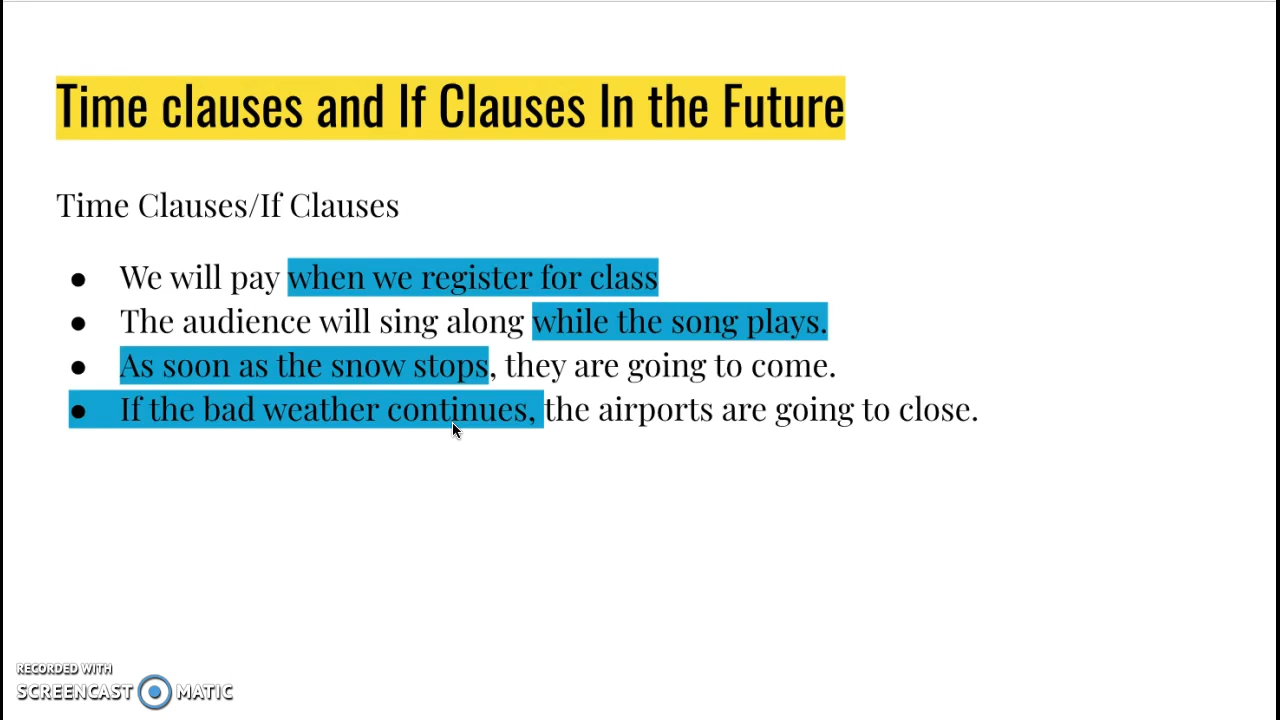 Time clauses and If Clauses In the Future
Time Clauses/If Clauses
● We will pay when we register for class
● The audience will sing along while the song plays.
● As soon as the snow stops, they are going to come.
● If the bad weather continues, the airports are going to close.
RECORDED WITH
SCREENCAST MATIC